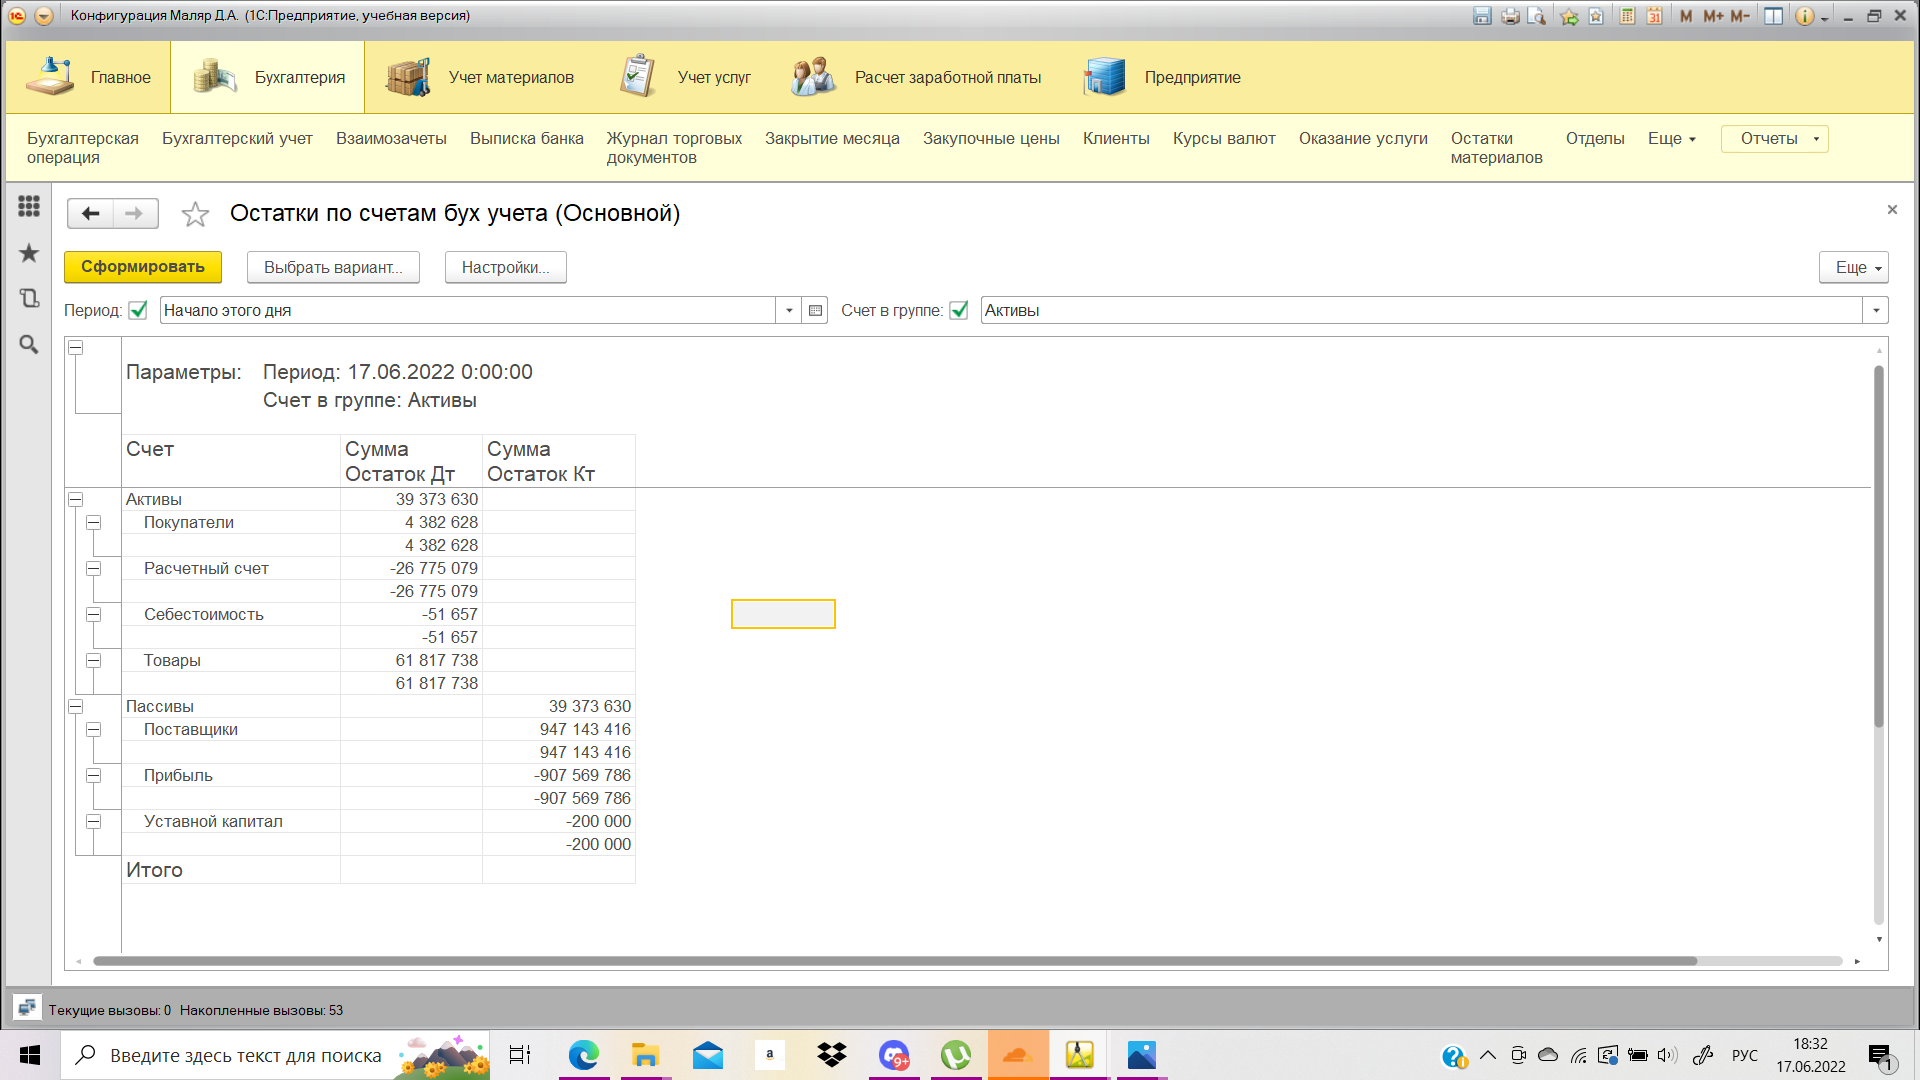 Конфигурация Маляр Д.А. (1С:Предприятие, учебная версия)
31 M M+ M-
Главное
Бухгалтерия
Учет материалов
Учет услуг
Расчет заработной платы
Предприятие
Бухгалтерская операция
Бухгалтерский учет
Взаимозачеты
Выписка банка
Журнал торговых документов
Закрытие месяца
Закупочные цены
Клиенты
Курсы валют
Оказание услуги
Остатки материалов
Отделы
Еще
Отчеты
Остатки по счетам бух учета (Основной)
Сформировать
Выбрать вариант...
Настройки...
Еще
Период:
Начало этого дня
Счет в группе:
Активы
Параметры: Период: 17.06.2022 0:00:00
Счет в группе: Активы
Счет Сумма Сумма
Остаток Дт Остаток Кт
Активы 39 373 630
Покупатели 4 382 628
4 382 628
Расчетный счет -26 775 079
-26 775 079
Себестоимость -51 657
-51 657
Товары 61 817 738
61 817 738
Пассивы 39 373 630
Поставщики 947 143 416
947 143 416
Прибыль -907 569 786
-907 569 786
Уставной капитал -200 000
-200 000
Итого
Текущие вызовы: 0 Накопленные вызовы: 53
Введите здесь текст для поиска
a
9+
РУС
18:32
17.06.2022
1